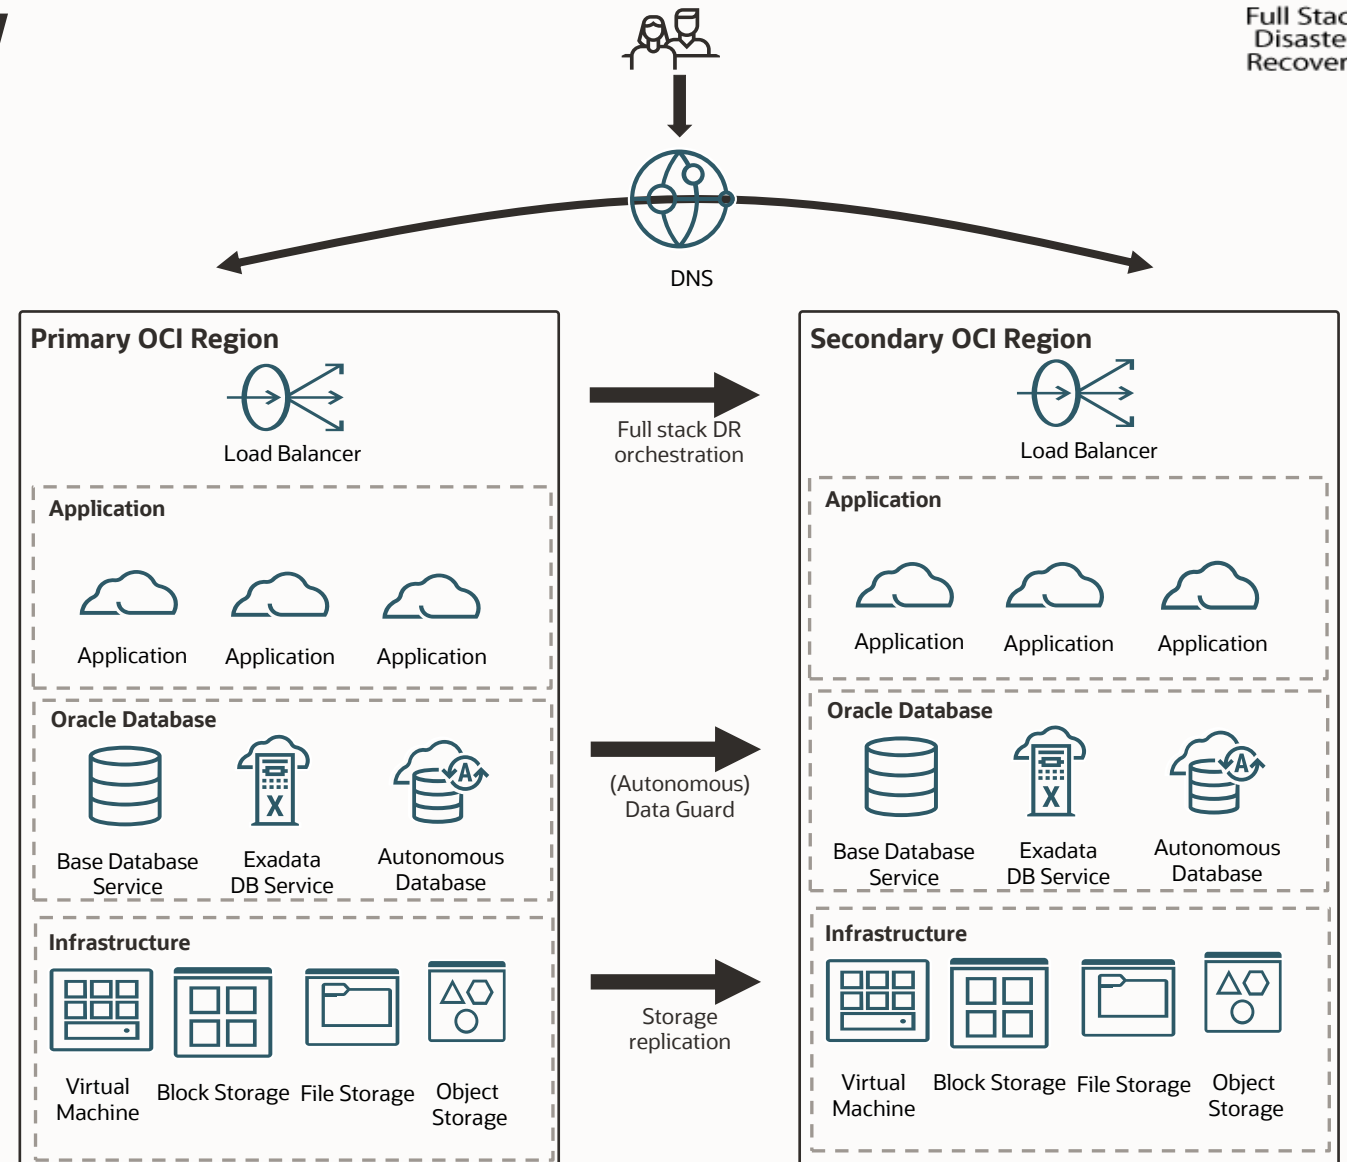 Full Stac
Disaste
Recover
DNS
Primary OCI Region
Load Balancer
Application
Application
Application
Application
Oracle Database
Base Database
Service
Exadata
DB Service
X
Autonomous
Database
A
Infrastructure
Virtual
Machine
Block Storage
File Storage
Object
Storage
Full stack DR
orchestration
(Autonomous)
Data Guard
Storage
replication
Secondary OCI Region
Load Balancer
Application
Application
Application
Application
Oracle Database
Base Database
Service
Exadata
DB Service
X
Autonomous
Database
A
Infrastructure
Virtual
Machine
Block Storage
File Storage
Object
Storage